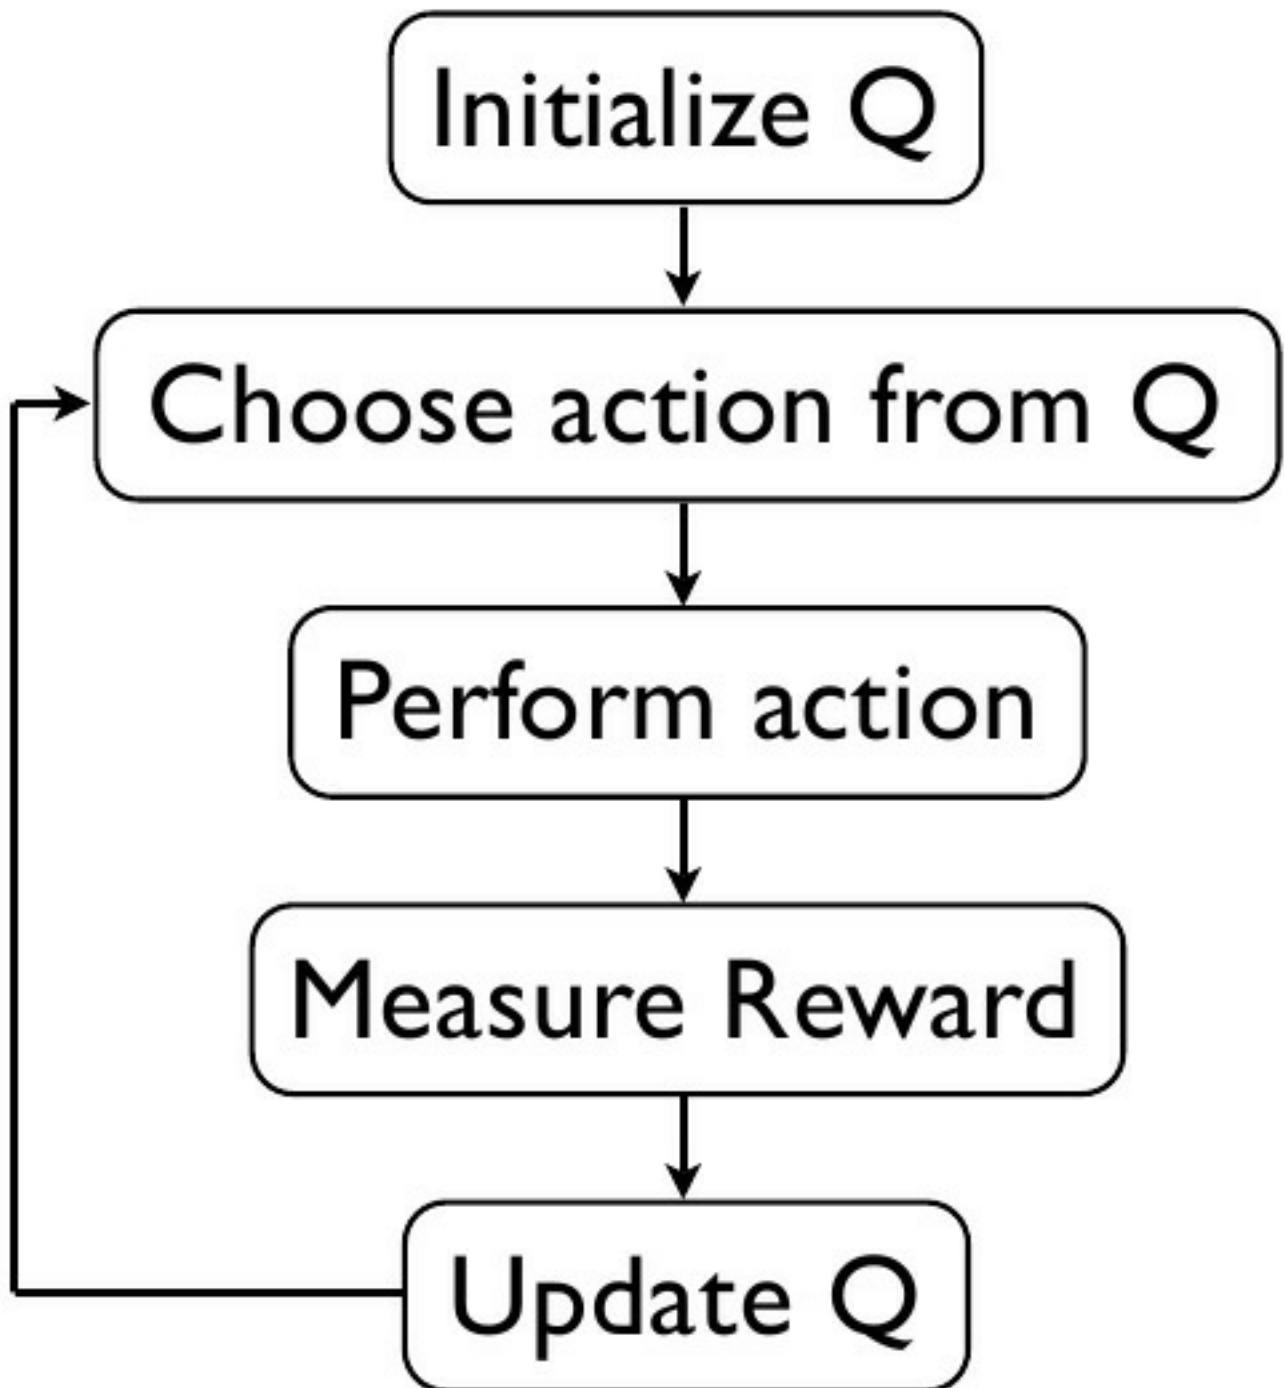 Initialize Q
Choose action from Q
Perform action
Measure Reward
Update Q